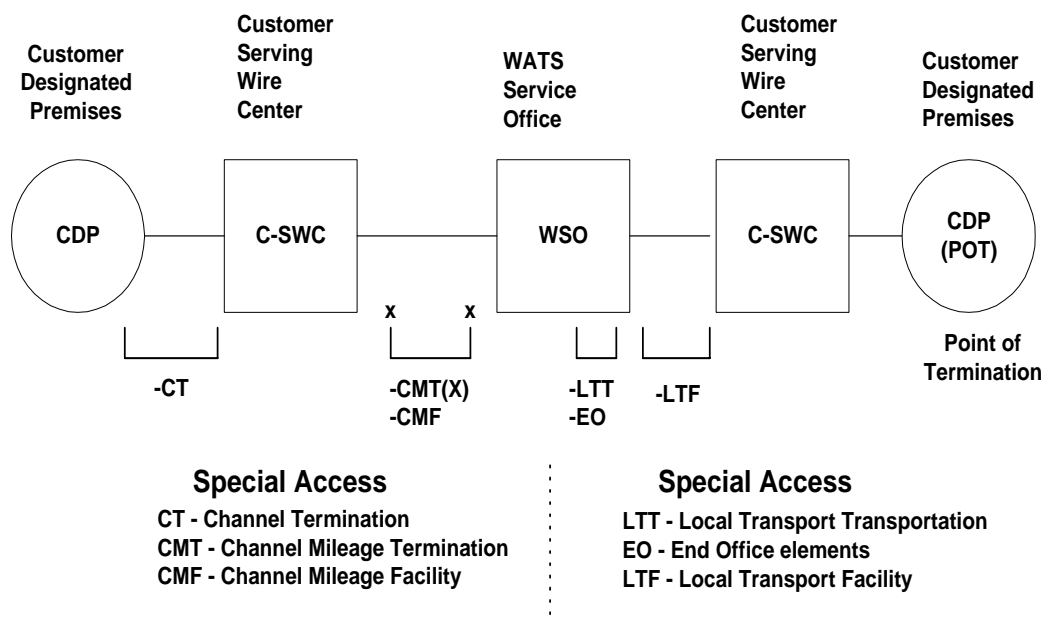 Customer
Designated
Premises
Customer
Serving
Wire
Center
WATS
Service
Office
Customer
Serving
Wire
Center
Customer
Designated
Premises
CDP
C-SWC
WSO
C-SWC
CDP
(POT)
x x
Point of
Termination
-CT
-CMT(X)
-CMF
-LTT
-EO
-LTF
Special Access
CT - Channel Termination
CMT - Channel Mileage Termination
CMF - Channel Mileage Facility
Special Access
LTT - Local Transport Transportation
EO - End Office elements
LTF - Local Transport Facility